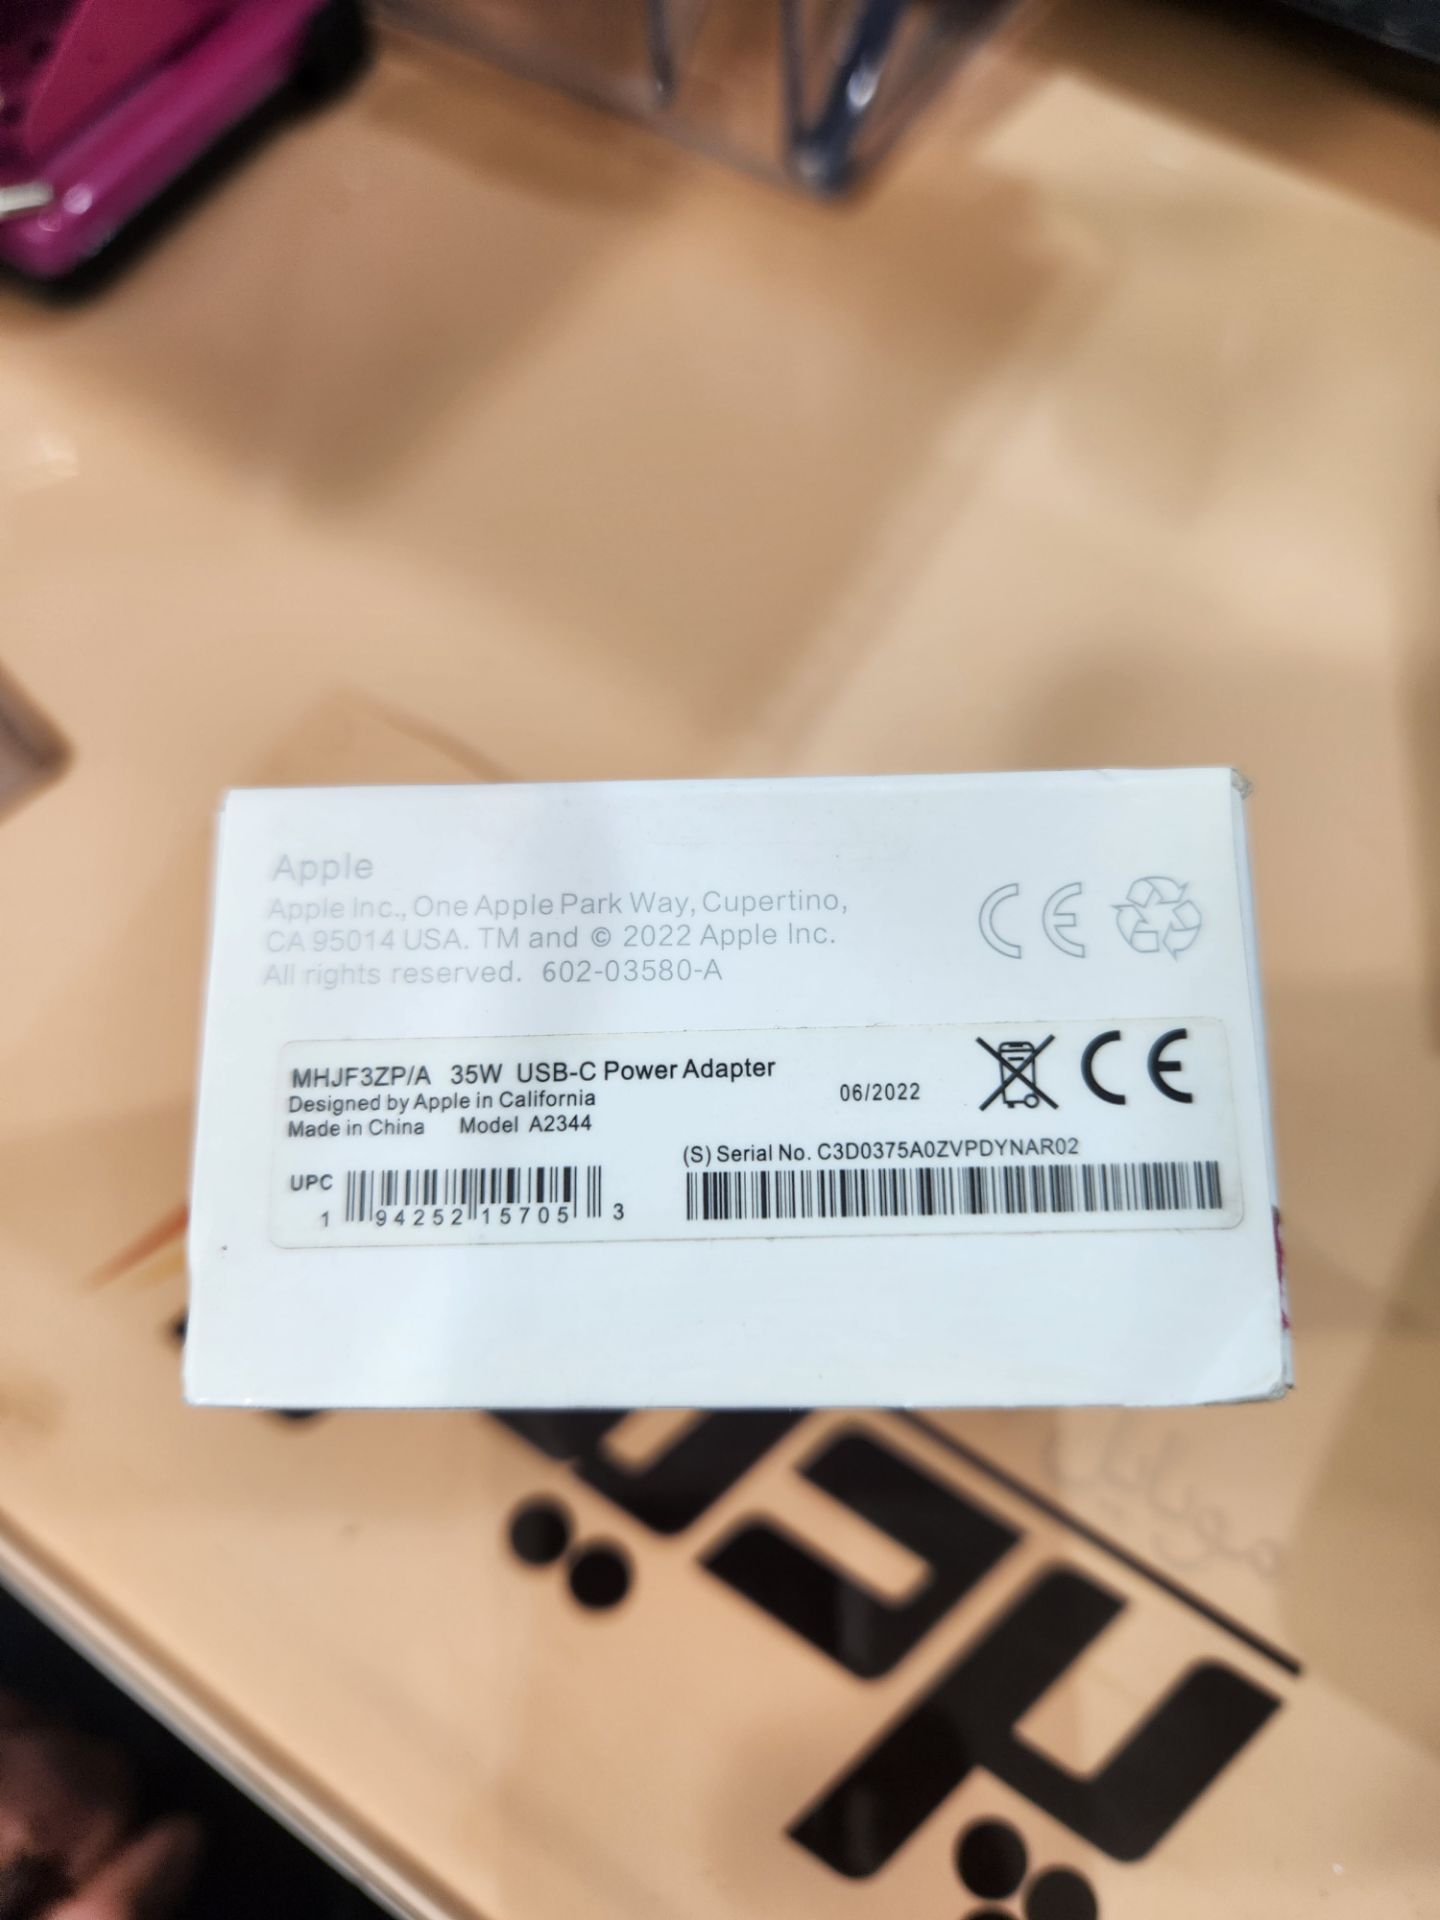 Apple
Apple Inc., One Apple Park Way, Cupertino,
CA 95014 USA. TM and © 2022 Apple Inc.
All rights reserved. 602-03580-A
MHJF3ZP/A 35W USB-C Power Adapter
Designed by Apple in California
Made in China Model A2344
06/2022
CE
(S) Serial No. C3D0375A0ZVPDYNAR02
UPC
1 94252 15705 3
موبايل